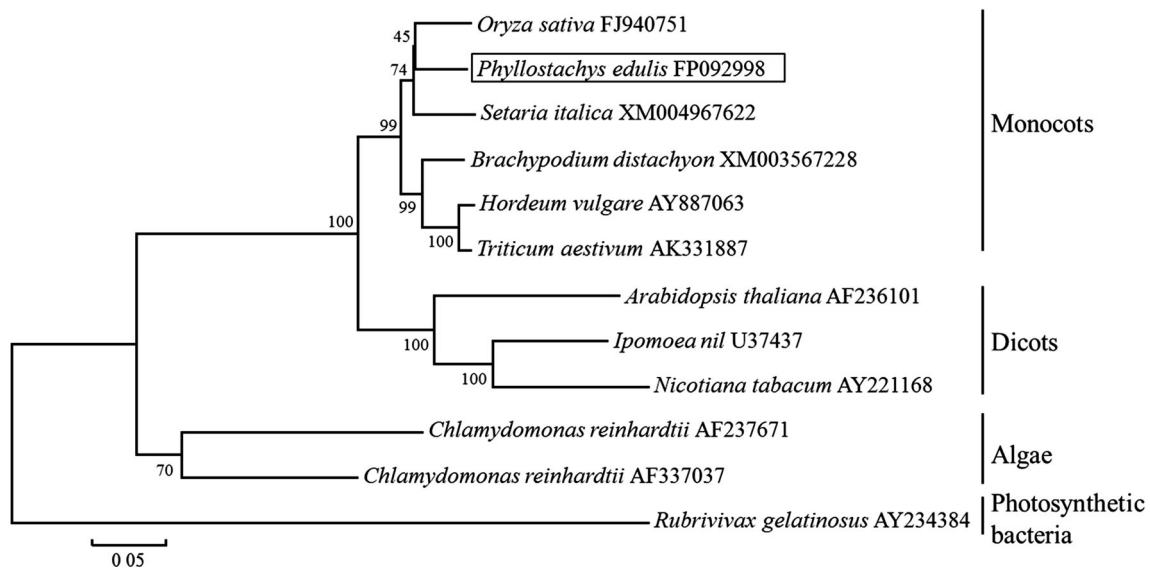 Oryza sativa FJ940751
45
Phyllostachys edulis FP092998
74
Setaria italica XM004967622
Monocots
99
Brachypodium distachyon XM003567228
99
Hordeum vulgare AY887063
100
Triticum aestivum AK331887
100
Arabidopsis thaliana AF236101
100
Ipomoea nil U37437
Dicots
100
Nicotiana tabacum AY221168
Chlamydomonas reinhardtii AF237671
Algae
70
Chlamydomonas reinhardtii AF337037
Rubrivivax gelatinosus AY234384
Photosynthetic
bacteria
0 05